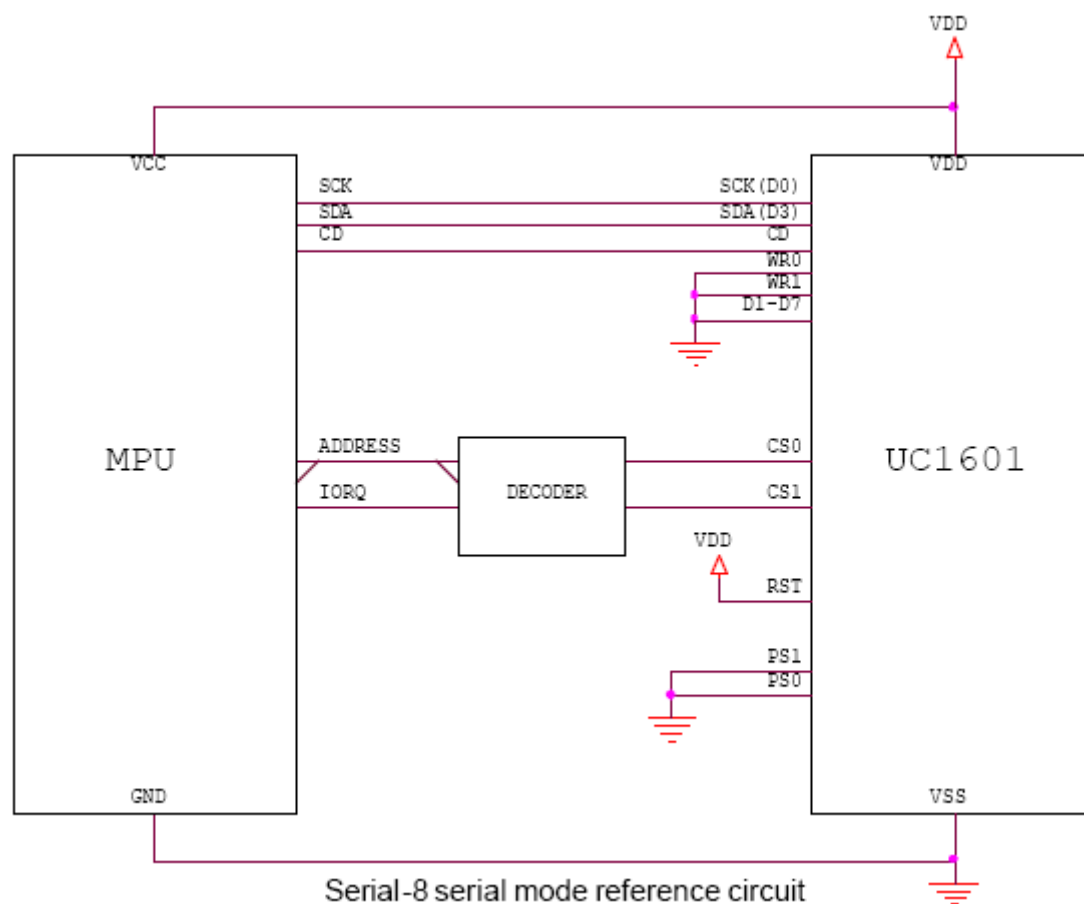 VDD
VCC
VDD
SCK
SCK(D0)
SDA
SDA(D3)
CD
CD
WR0
WR1
D1-D7
MPU
ADDRESS
CS0
UC1601
IORQ
DECODER
CS1
VDD
RST
PS1
PS0
GND
VSS
Serial-8 serial mode reference circuit